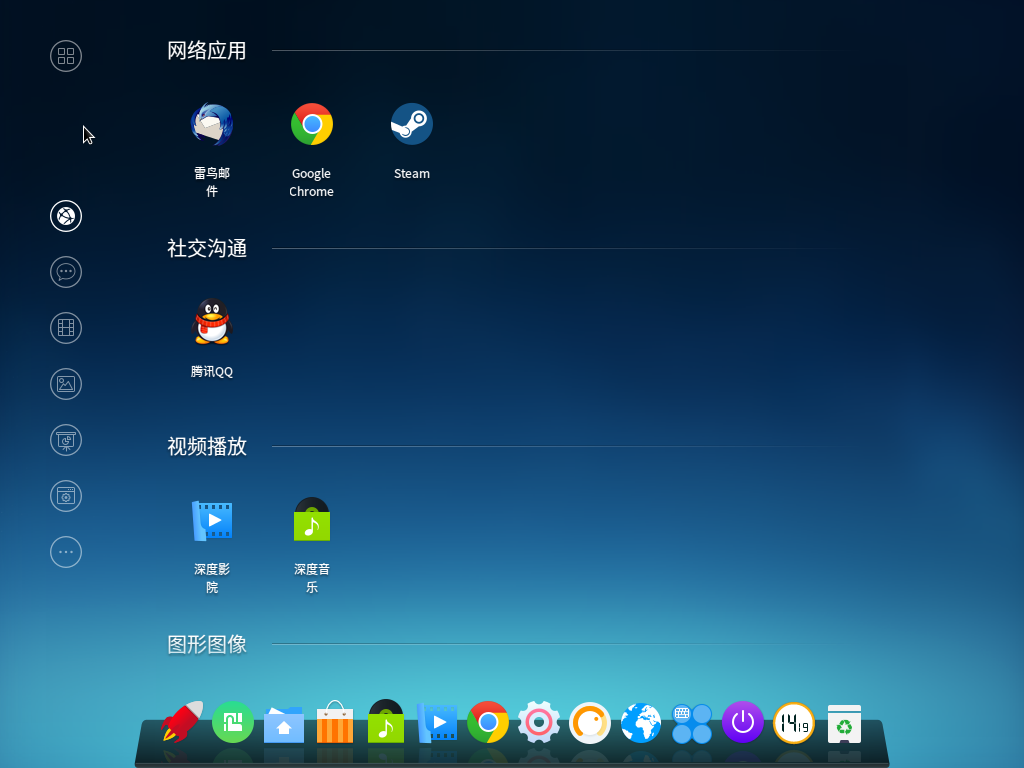 网络应用
雷鸟邮
件
Google
Chrome
Steam
社交沟通
腾讯QQ
视频播放
深度影
院
深度音
乐
图形图像
14 19